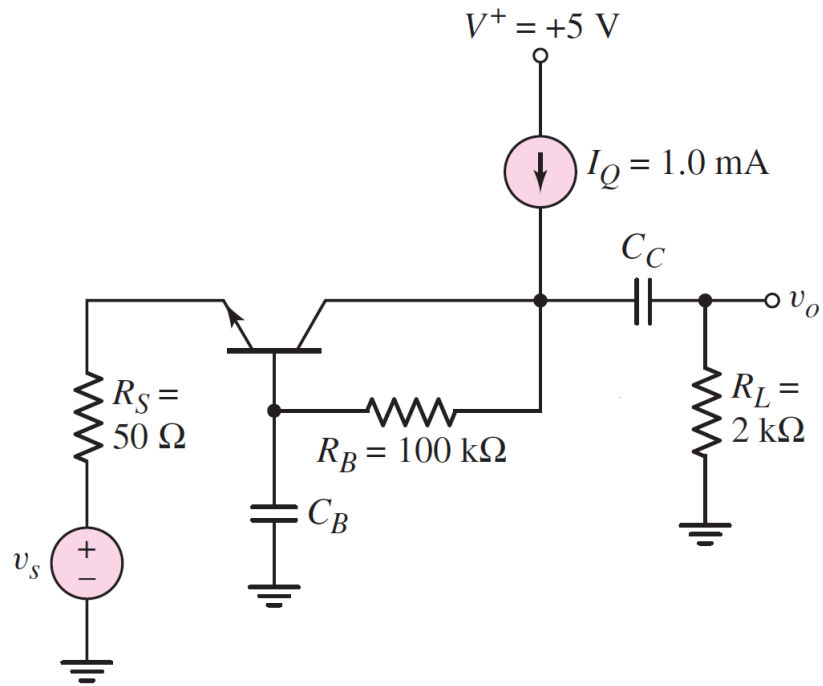 V⁺ = +5 V
I_Q = 1.0 mA
C_C
v_o
R_S =
50 Ω
R_L =
2 kΩ
R_B = 100 kΩ
C_B
v_s
+
−